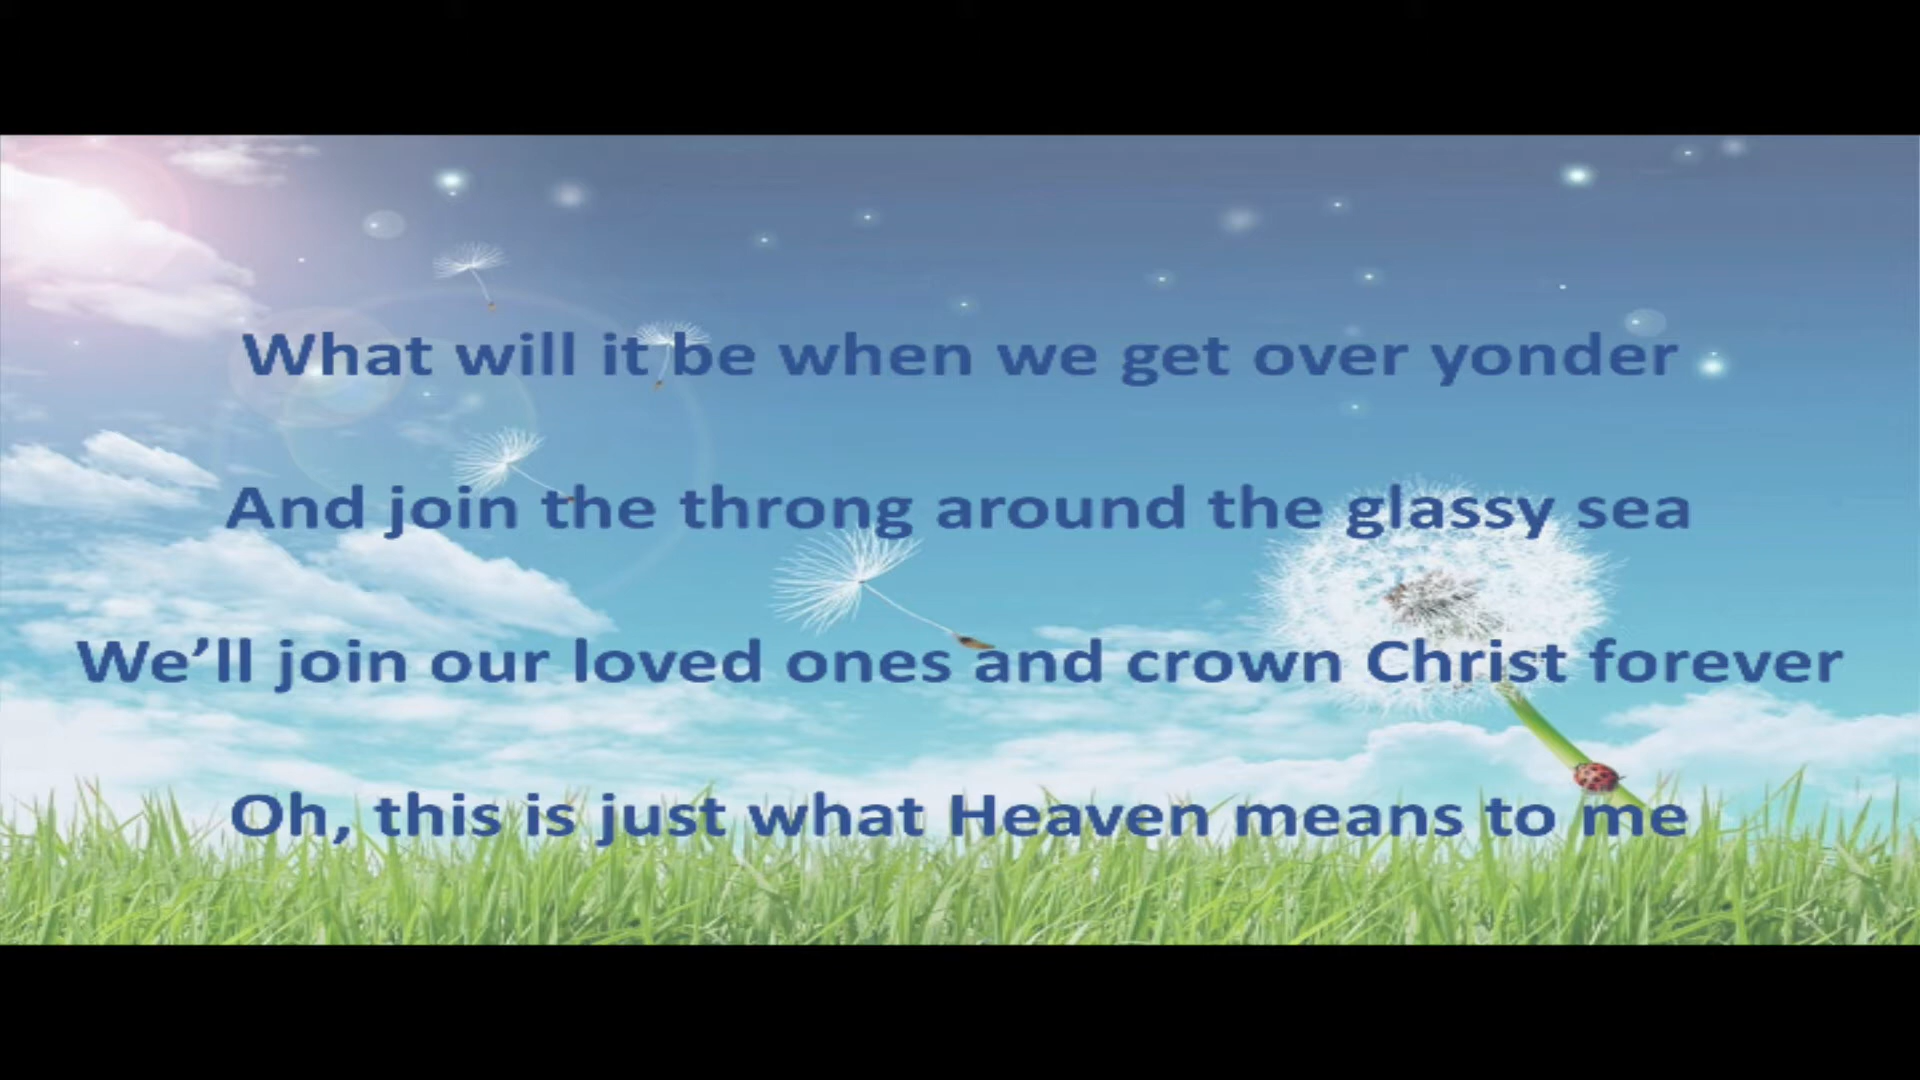 What will it be when we get over yonder
And join the throng around the glassy sea
We’ll join our loved ones and crown Christ forever
Oh, this is just what Heaven means to me